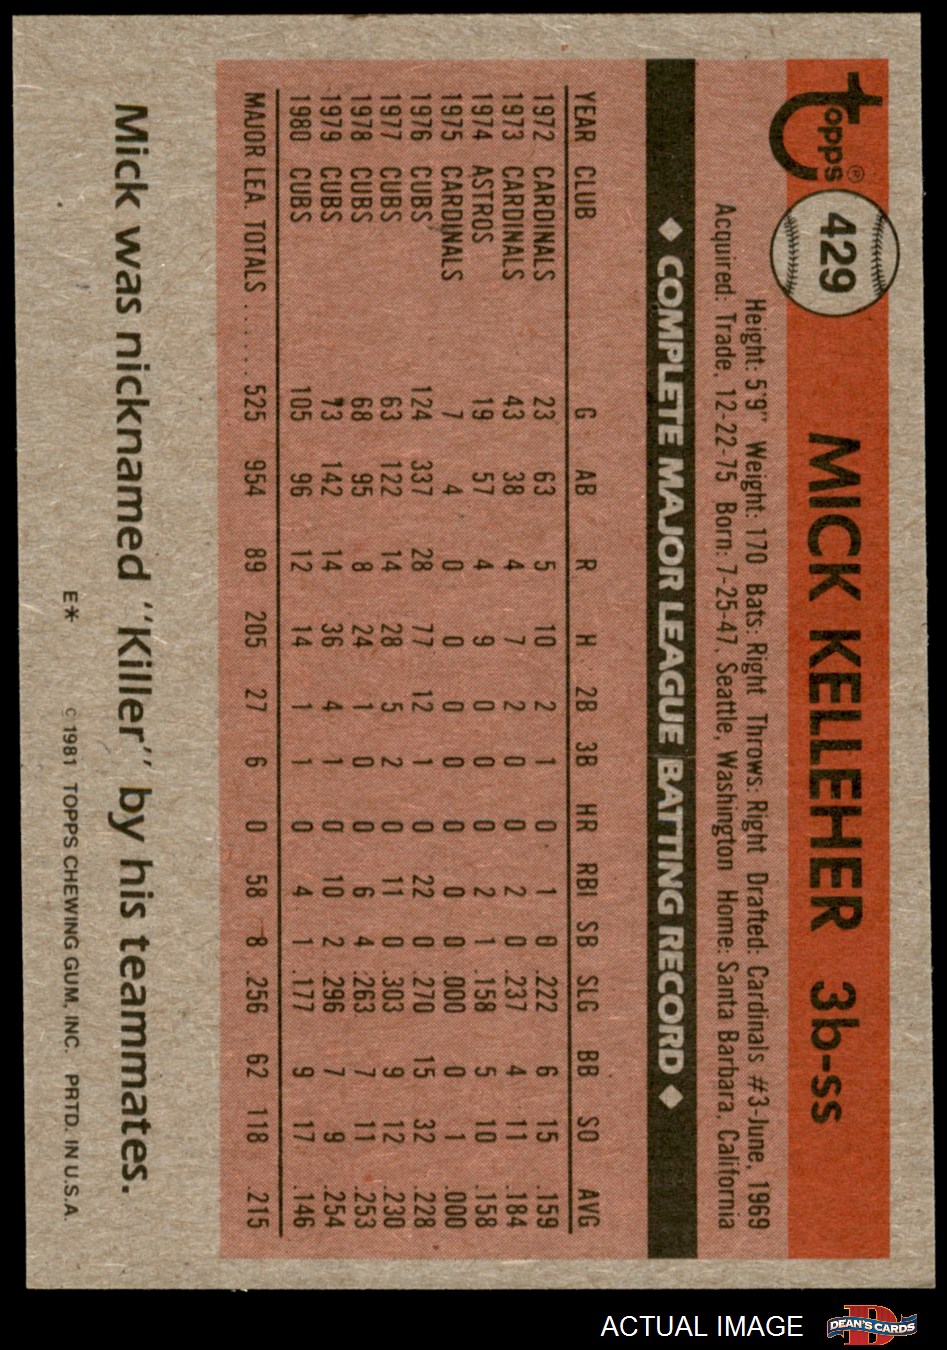 Topps® 429 MICK KELLEHER 3b-ss
Height: 5'9" Weight: 170 Bats: Right Throws: Right Drafted: Cardinals #3-June, 1969
Acquired: Trade, 12-22-75 Born: 7-25-47, Seattle, Washington Home: Santa Barbara, California
◆ COMPLETE MAJOR LEAGUE BATTING RECORD ◆
YEAR CLUB G AB R H 2B 3B HR RBI SB SLG BB SO AVG
1972 CARDINALS 23 63 5 10 2 1 0 1 0 .222 6 15 .159
1973 CARDINALS 43 38 4 7 2 0 0 2 0 .237 4 11 .184
1974 ASTROS 19 57 4 9 0 0 0 2 1 .158 5 10 .158
1975 CARDINALS 7 4 0 0 0 0 0 0 0 .000 0 1 .000
1976 CUBS 124 337 28 77 12 1 0 22 0 .270 15 32 .228
1977 CUBS 63 122 14 28 5 2 0 11 0 .303 9 12 .230
1978 CUBS 68 95 8 24 1 0 0 6 4 .263 7 11 .253
1979 CUBS 73 142 14 36 4 1 0 10 2 .296 7 9 .254
1980 CUBS 105 96 12 14 1 1 0 4 1 .177 9 17 .146
MAJOR LEA. TOTALS ..... 525 954 89 205 27 6 0 58 8 .256 62 118 .215
Mick was nicknamed "Killer" by his teammates.
E* © 1981 TOPPS CHEWING GUM, INC. PRTD. IN U.S.A.
ACTUAL IMAGE D DEAN'S CARDS